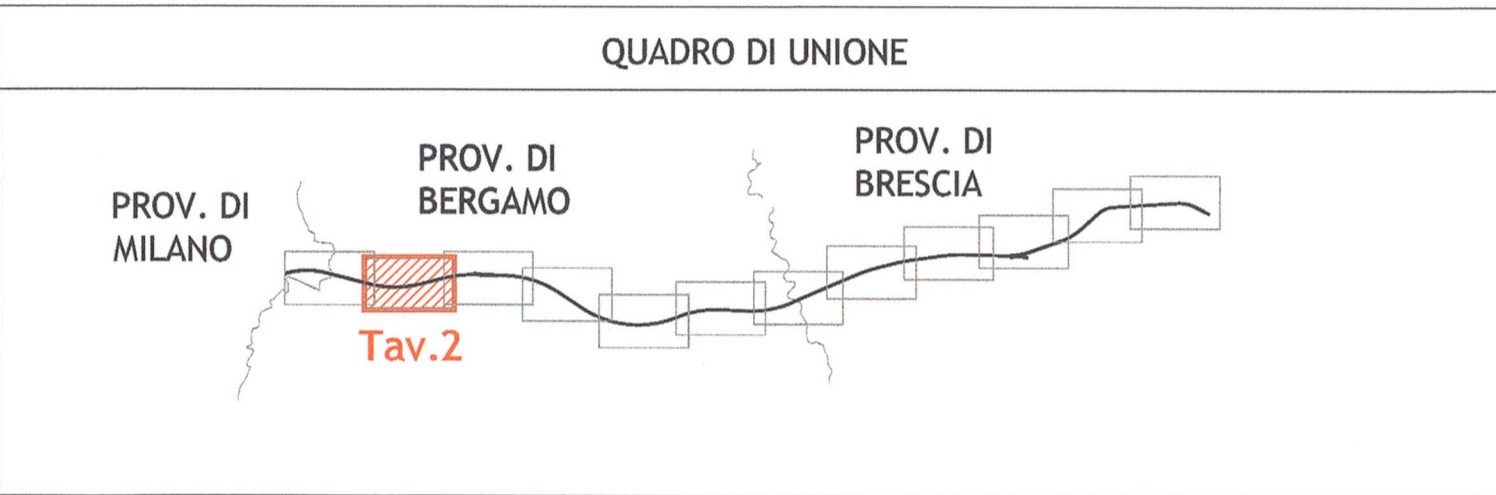 QUADRO DI UNIONE
PROV. DI
MILANO
PROV. DI
BERGAMO
PROV. DI
BRESCIA
Tav.2